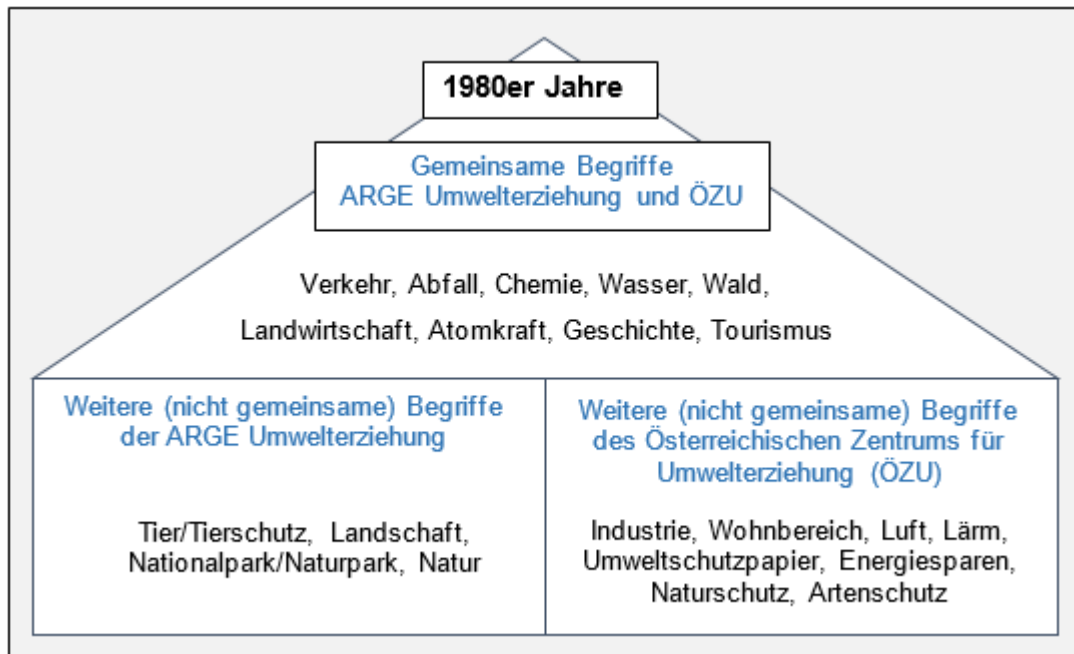 1980er Jahre
Gemeinsame Begriffe
ARGE Umwelterziehung und ÖZU
Verkehr, Abfall, Chemie, Wasser, Wald,
Landwirtschaft, Atomkraft, Geschichte, Tourismus
Weitere (nicht gemeinsame) Begriffe
der ARGE Umwelterziehung
Tier/Tierschutz, Landschaft,
Nationalpark/Naturpark, Natur
Weitere (nicht gemeinsame) Begriffe
des Österreichischen Zentrums für
Umwelterziehung (ÖZU)
Industrie, Wohnbereich, Luft, Lärm,
Umweltschutzpapier, Energiesparen,
Naturschutz, Artenschutz